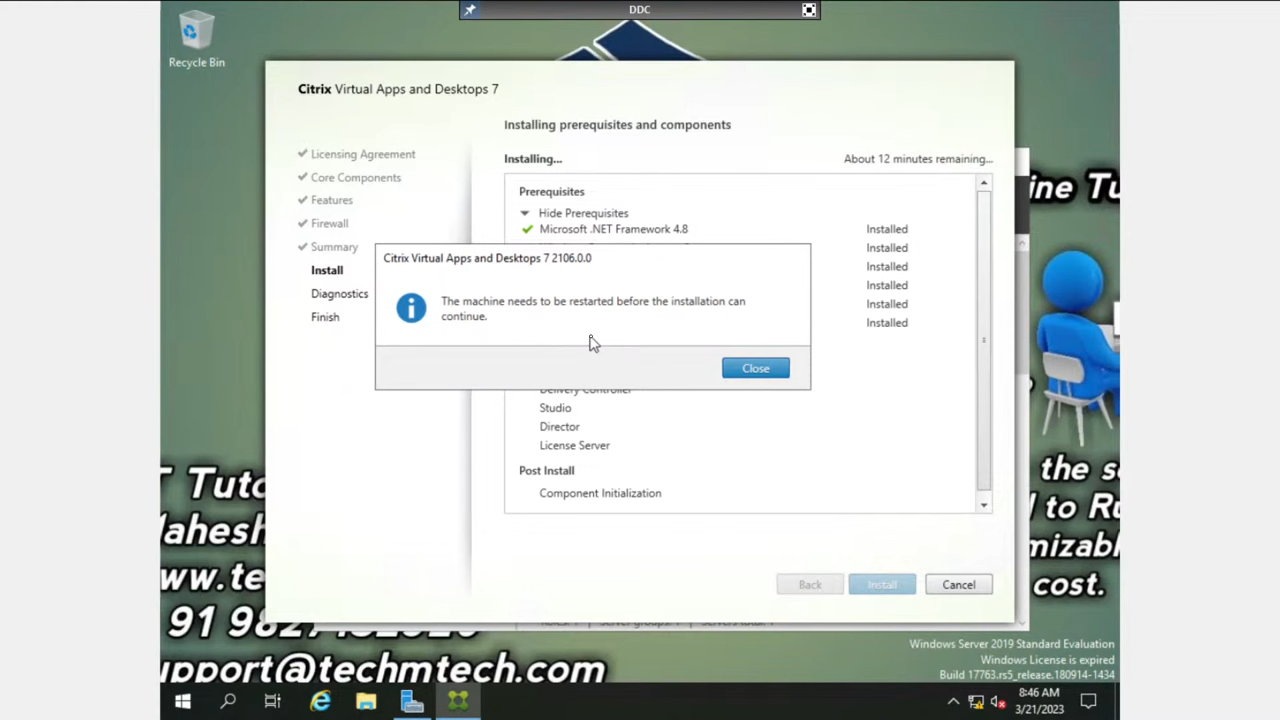 DDC
Recycle Bin
Citrix Virtual Apps and Desktops 7
Installing prerequisites and components
Licensing Agreement
Core Components
Features
Firewall
Summary
Install
Diagnostics
Finish
Installing...
About 12 minutes remaining...
Prerequisites
Hide Prerequisites
Microsoft .NET Framework 4.8
Installed
Installed
Installed
Installed
Installed
Installed
Citrix Virtual Apps and Desktops 7 2106.0.0
The machine needs to be restarted before the installation can
continue.
Close
Delivery Controller
Studio
Director
License Server
Post Install
Component Initialization
Back
Install
Cancel
ine Tu
T Tuto
the s
to Ru
mizabl
cost.
www.te
upport@techmtech.com
Windows Server 2019 Standard Evaluation
Windows License is expired
Build 17763.rs5_release.180914-1434
8:46 AM
3/21/2023